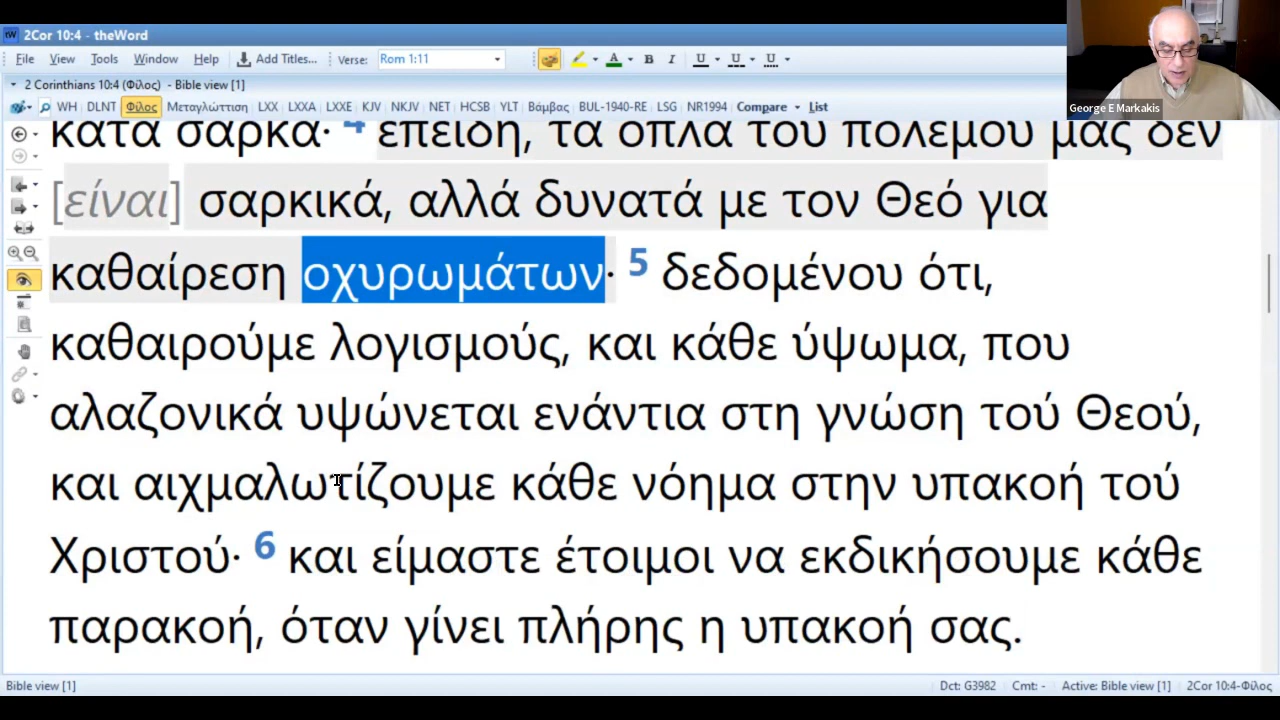 2Cor 10:4 - theWord
George E Markakis
File View Tools Window Help Add Titles... Verse: Rom 1:11 A B I U U U
2 Corinthians 10:4 (Φίλος) - Bible view [1]
WH DLNT Φίλος Μεταγλώττιση LXX LXXA LXXE KJV NKJV NET HCSB YLT Βάμβας BUL-1940-RE LSG NR1994 Compare List
κατά σάρκα· 4 επειδή, τα όπλα τού πολέμου μας δεν
[είναι] σαρκικά, αλλά δυνατά με τον Θεό για
καθαίρεση οχυρωμάτων· 5 δεδομένου ότι,
καθαιρούμε λογισμούς, και κάθε ύψωμα, που
αλαζονικά υψώνεται ενάντια στη γνώση τού Θεού,
και αιχμαλωτίζουμε κάθε νόημα στην υπακοή τού
Χριστού· 6 και είμαστε έτοιμοι να εκδικήσουμε κάθε
παρακοή, όταν γίνει πλήρης η υπακοή σας.
Bible view [1] Dct: G3982 Cmt: - Active: Bible view [1] 2Cor 10:4-Φίλος